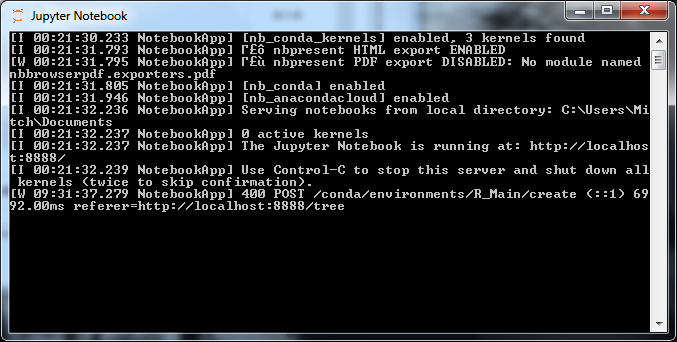 Jupyter Notebook
[I 00:21:30.233 NotebookApp] [nb_conda_kernels] enabled, 3 kernels found
[I 00:21:31.793 NotebookApp] Γ£ô nbpresent HTML export ENABLED
[W 00:21:31.795 NotebookApp] Γ£ù nbpresent PDF export DISABLED: No module named
nbbrowserpdf.exporters.pdf
[I 00:21:31.805 NotebookApp] [nb_conda] enabled
[I 00:21:31.946 NotebookApp] [nb_anacondacloud] enabled
[I 00:21:32.236 NotebookApp] Serving notebooks from local directory: C:\Users\Mi
tch\Documents
[I 00:21:32.237 NotebookApp] 0 active kernels
[I 00:21:32.237 NotebookApp] The Jupyter Notebook is running at: http://localhos
t:8888/
[I 00:21:32.239 NotebookApp] Use Control-C to stop this server and shut down all
 kernels (twice to skip confirmation).
[W 09:31:37.279 NotebookApp] 400 POST /conda/environments/R_Main/create (::1) 69
92.00ms referer=http://localhost:8888/tree